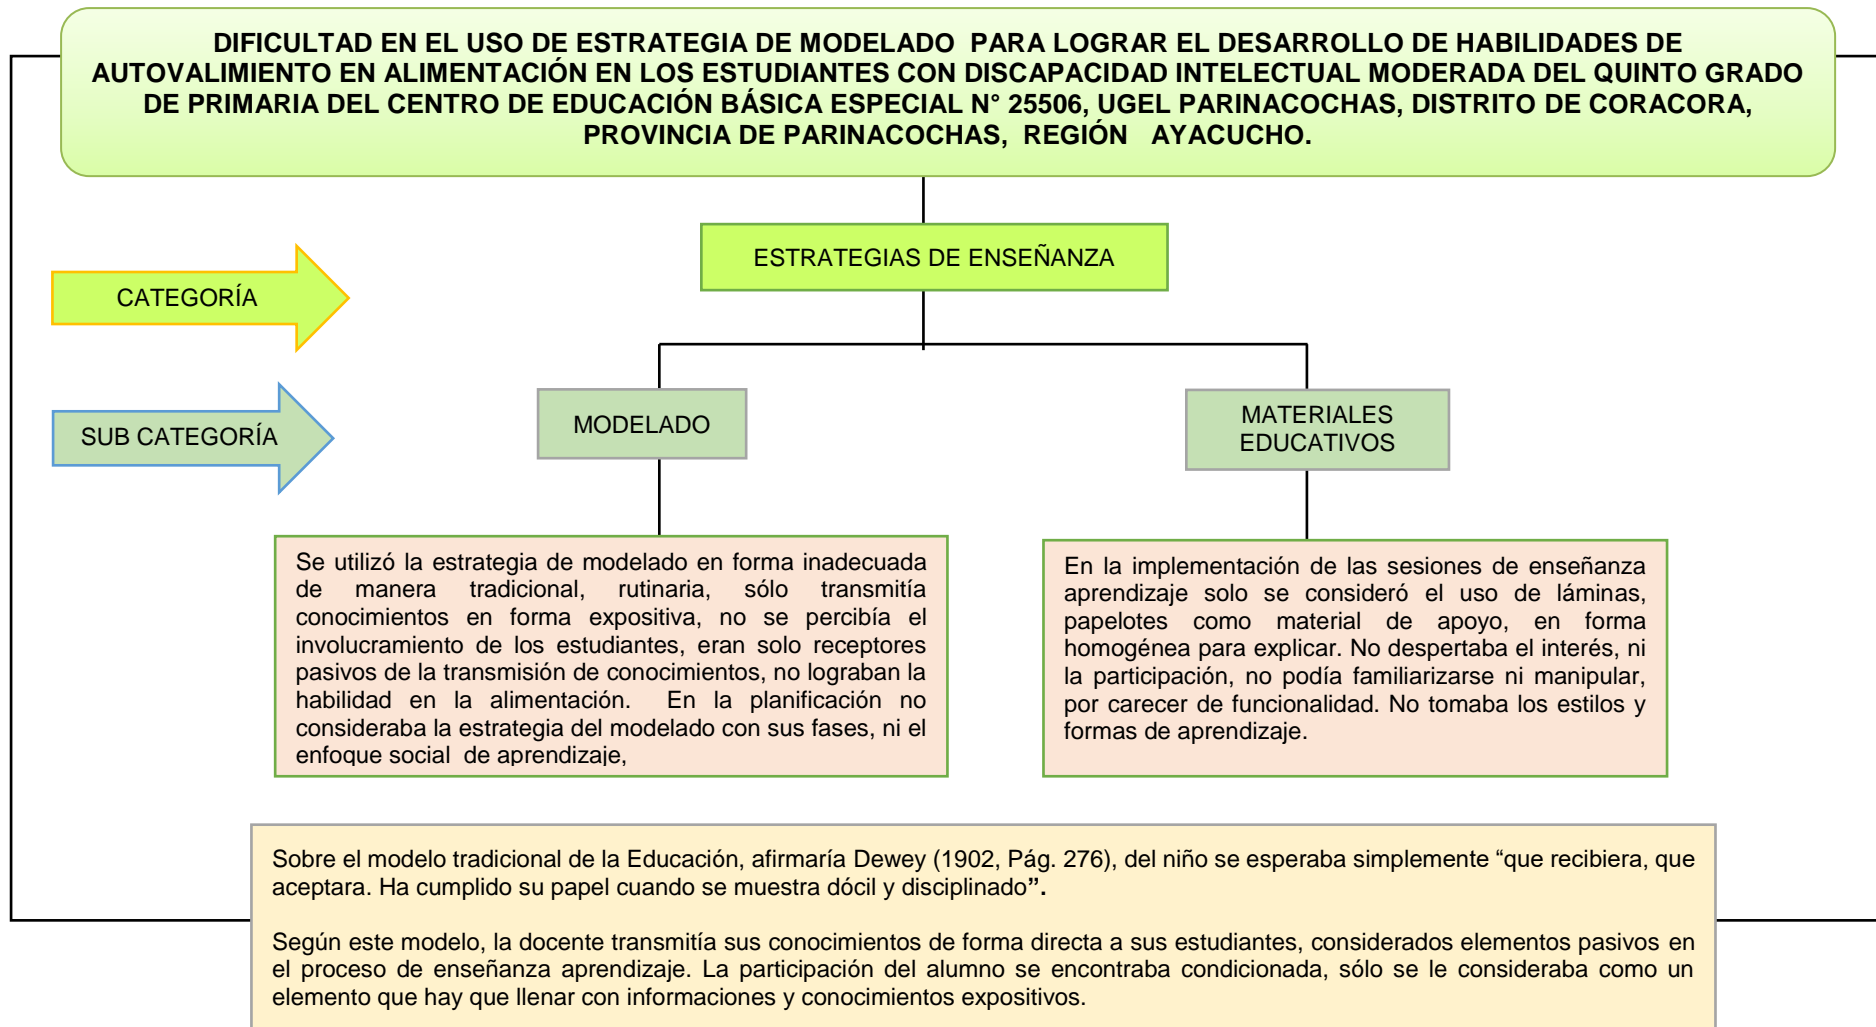 DIFICULTAD EN EL USO DE ESTRATEGIA DE MODELADO PARA LOGRAR EL DESARROLLO DE HABILIDADES DE
AUTOVALIMIENTO EN ALIMENTACIÓN EN LOS ESTUDIANTES CON DISCAPACIDAD INTELECTUAL MODERADA DEL QUINTO GRADO
DE PRIMARIA DEL CENTRO DE EDUCACIÓN BÁSICA ESPECIAL N° 25506, UGEL PARINACOCHAS, DISTRITO DE CORACORA,
PROVINCIA DE PARINACOCHAS, REGIÓN AYACUCHO.
ESTRATEGIAS DE ENSEÑANZA
CATEGORÍA
SUB CATEGORÍA
MODELADO
MATERIALES
EDUCATIVOS
Se utilizó la estrategia de modelado en forma inadecuada
de manera tradicional, rutinaria, sólo transmitía
conocimientos en forma expositiva, no se percibía el
involucramiento de los estudiantes, eran solo receptores
pasivos de la transmisión de conocimientos, no lograban la
habilidad en la alimentación. En la planificación no
consideraba la estrategia del modelado con sus fases, ni el
enfoque social de aprendizaje,
En la implementación de las sesiones de enseñanza
aprendizaje solo se consideró el uso de láminas,
papelotes como material de apoyo, en forma
homogénea para explicar. No despertaba el interés, ni
la participación, no podía familiarizarse ni manipular,
por carecer de funcionalidad. No tomaba los estilos y
formas de aprendizaje.
Sobre el modelo tradicional de la Educación, afirmaría Dewey (1902, Pág. 276), del niño se esperaba simplemente “que recibiera, que
aceptara. Ha cumplido su papel cuando se muestra dócil y disciplinado”.
Según este modelo, la docente transmitía sus conocimientos de forma directa a sus estudiantes, considerados elementos pasivos en
el proceso de enseñanza aprendizaje. La participación del alumno se encontraba condicionada, sólo se le consideraba como un
elemento que hay que llenar con informaciones y conocimientos expositivos.